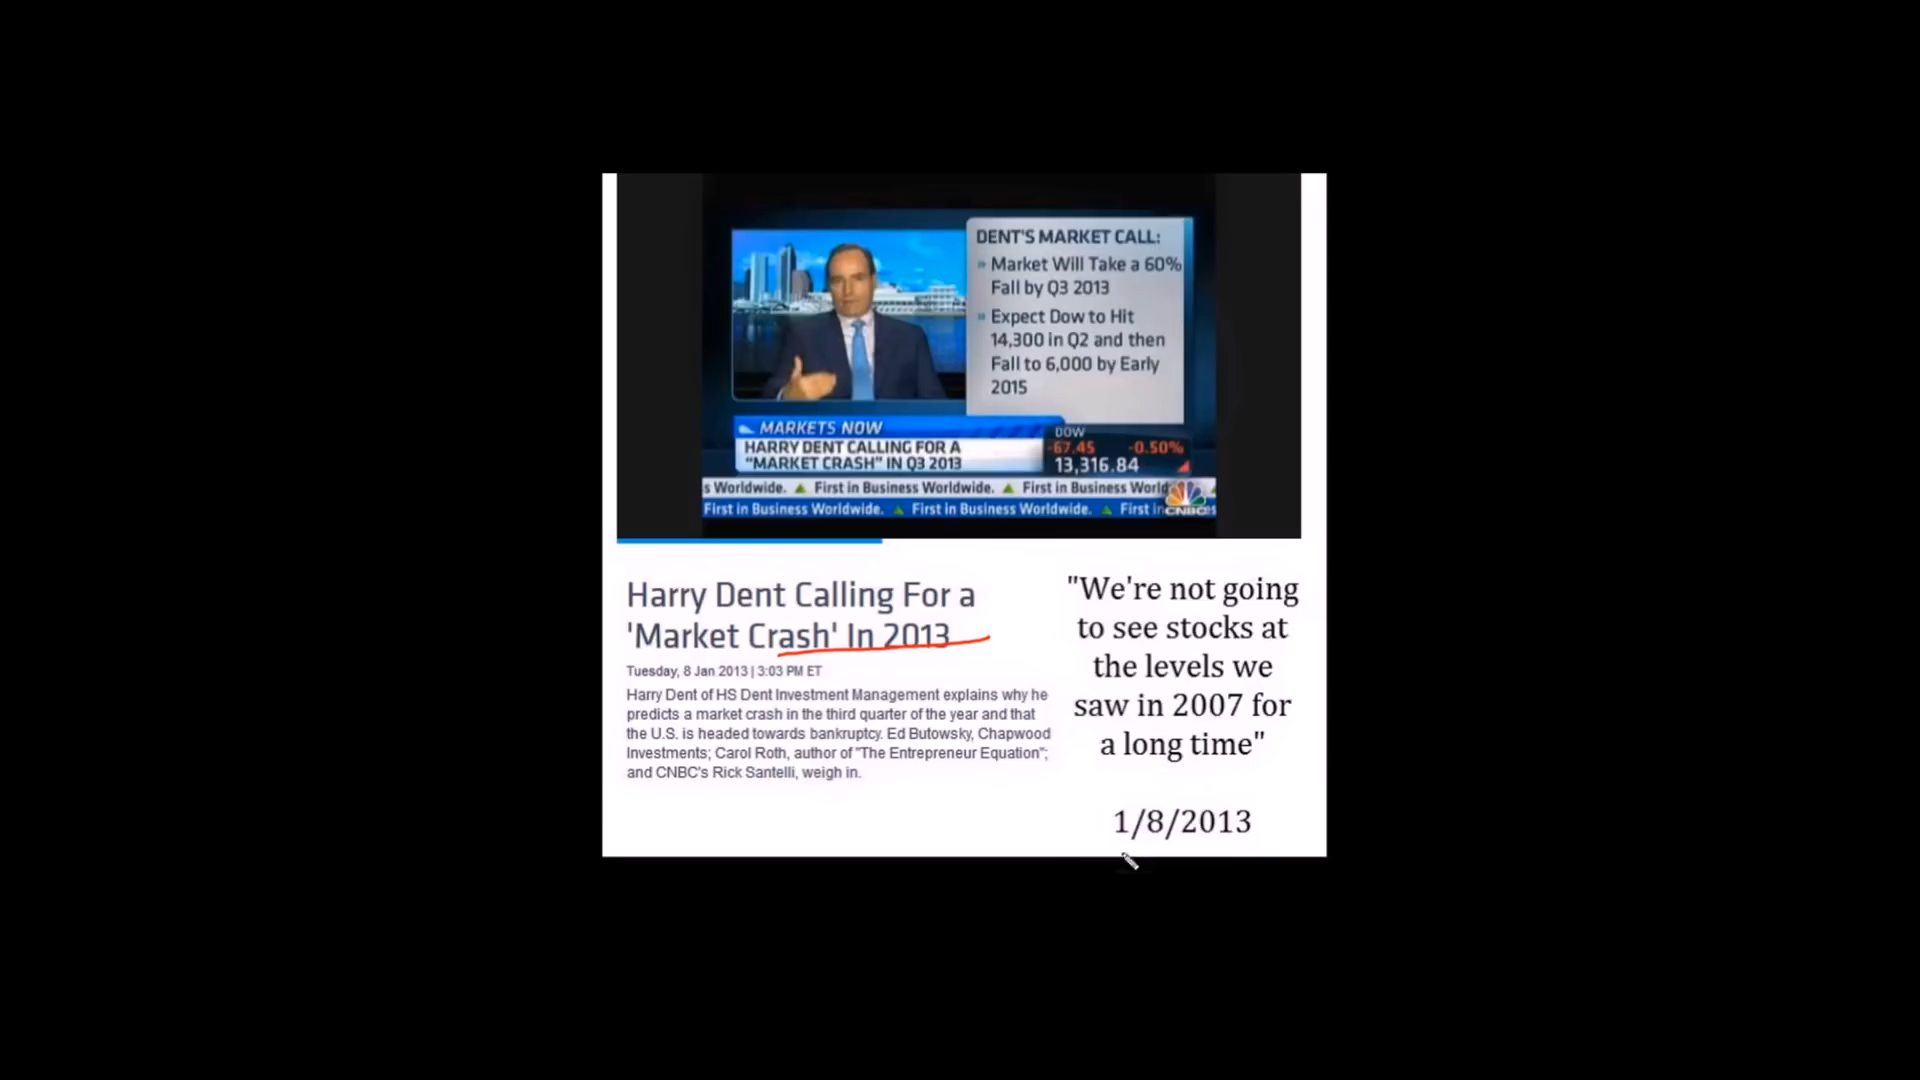 DENT'S MARKET CALL:
» Market Will Take a 60%
Fall by Q3 2013
» Expect Dow to Hit
14,300 in Q2 and then
Fall to 6,000 by Early
2015
MARKETS NOW
HARRY DENT CALLING FOR A
"MARKET CRASH" IN Q3 2013
DOW
-67.45 -0.50%
13,316.84
s Worldwide. ▲ First in Business Worldwide. ▲ First in Business World
First in Business Worldwide. ▲ First in Business Worldwide. ▲ First in
CNBC
Harry Dent Calling For a
'Market Crash' In 2013
Tuesday, 8 Jan 2013 | 3:03 PM ET
Harry Dent of HS Dent Investment Management explains why he
predicts a market crash in the third quarter of the year and that
the U.S. is headed towards bankruptcy. Ed Butowsky, Chapwood
Investments; Carol Roth, author of "The Entrepreneur Equation";
and CNBC's Rick Santelli, weigh in.
"We're not going
to see stocks at
the levels we
saw in 2007 for
a long time"
1/8/2013